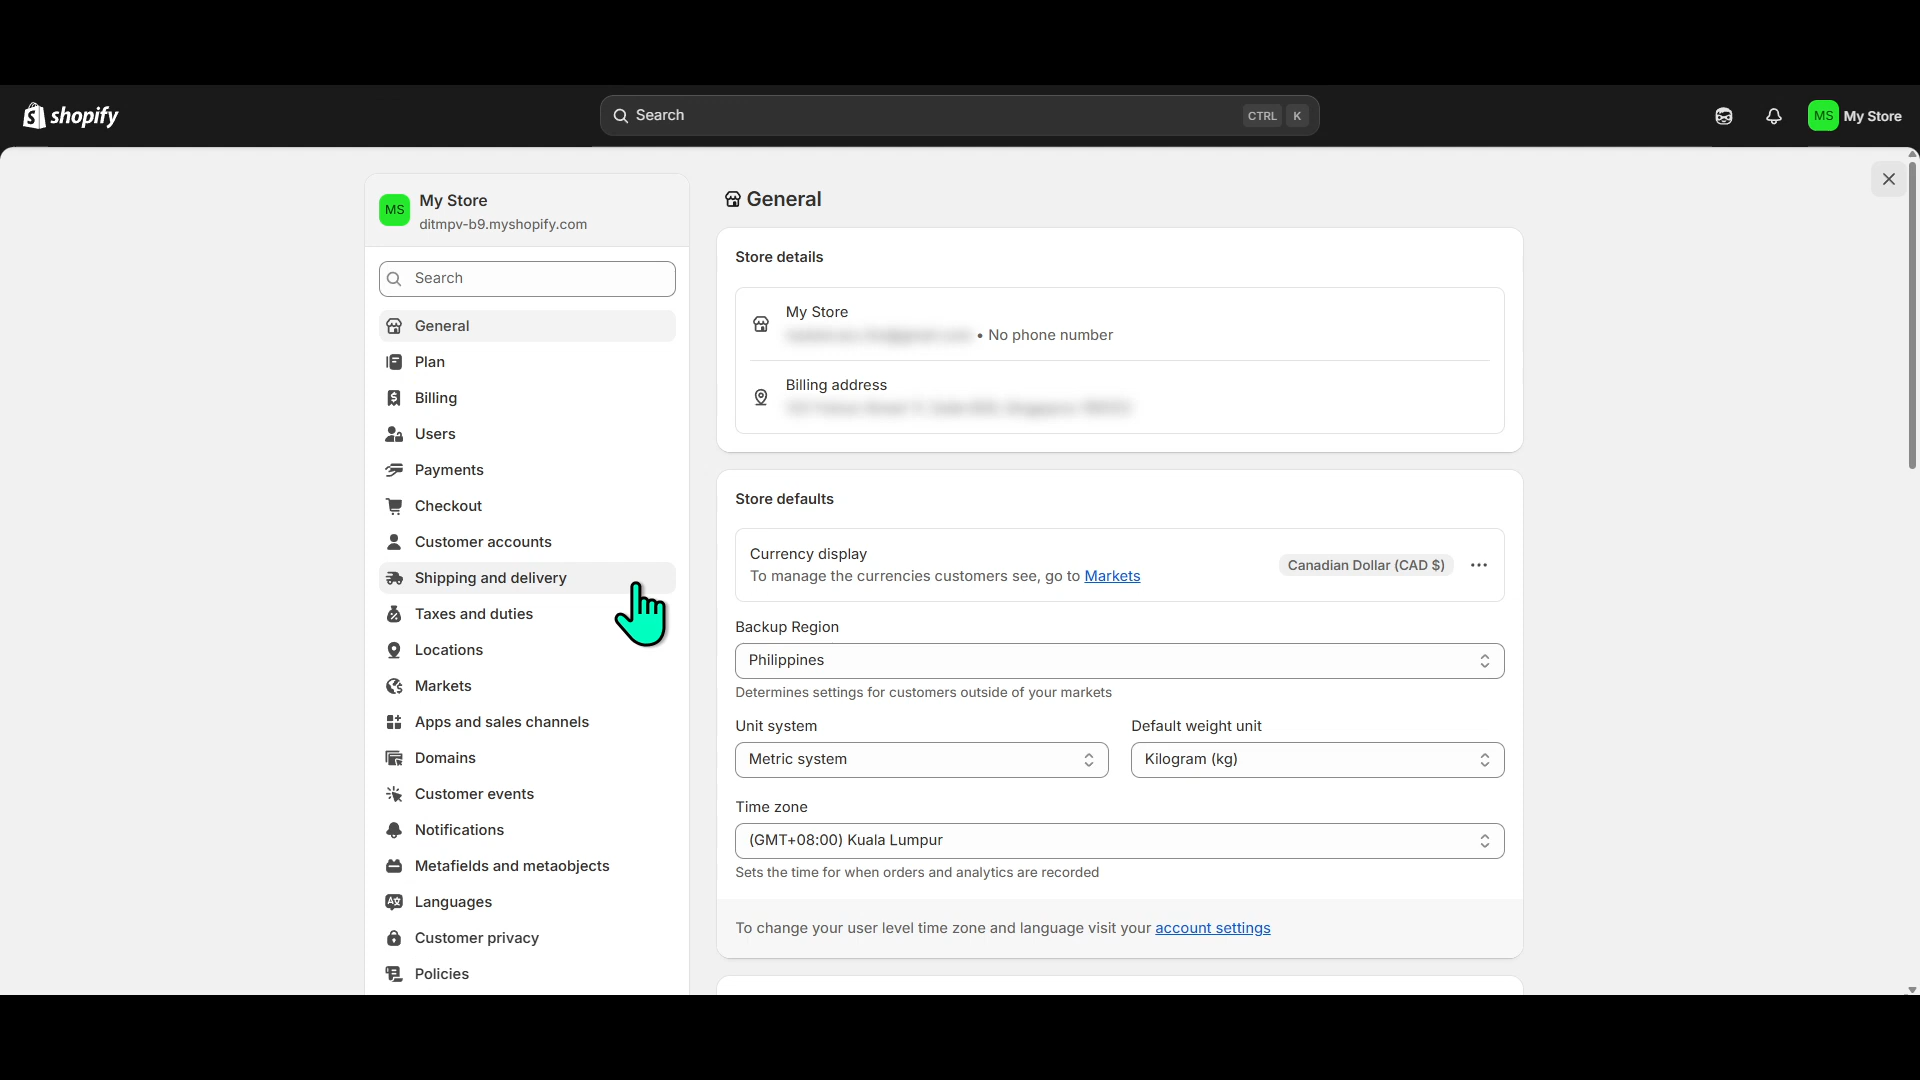 shopify
Search
CTRL K
MS My Store
MS
My Store
ditmpv-b9.myshopify.com
Search
General
Plan
Billing
Users
Payments
Checkout
Customer accounts
Shipping and delivery
Taxes and duties
Locations
Markets
Apps and sales channels
Domains
Customer events
Notifications
Metafields and metaobjects
Languages
Customer privacy
Policies
General
Store details
My Store
• No phone number
Billing address
Store defaults
Currency display
To manage the currencies customers see, go to Markets
Canadian Dollar (CAD $)
Backup Region
Philippines
Determines settings for customers outside of your markets
Unit system
Default weight unit
Metric system
Kilogram (kg)
Time zone
(GMT+08:00) Kuala Lumpur
Sets the time for when orders and analytics are recorded
To change your user level time zone and language visit your account settings